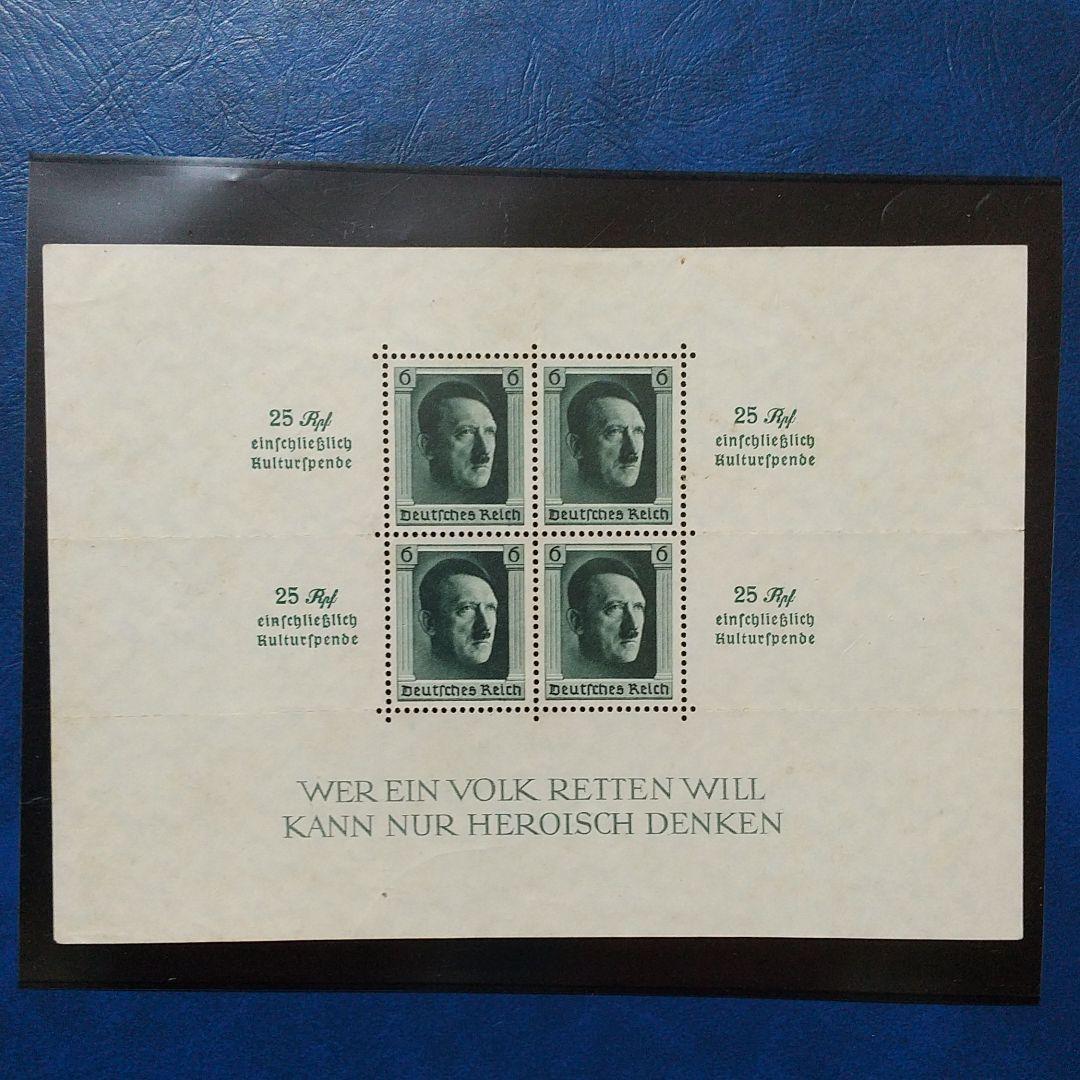 6 6 6 6
25 Rpf
einschließlich
Kulturspende
25 Rpf
einschließlich
Kulturspende
Deutsches Reich Deutsches Reich
6 6 6 6
25 Rpf
einschließlich
Kulturspende
25 Rpf
einschließlich
Kulturspende
Deutsches Reich Deutsches Reich
WER EIN VOLK RETTEN WILL
KANN NUR HEROISCH DENKEN